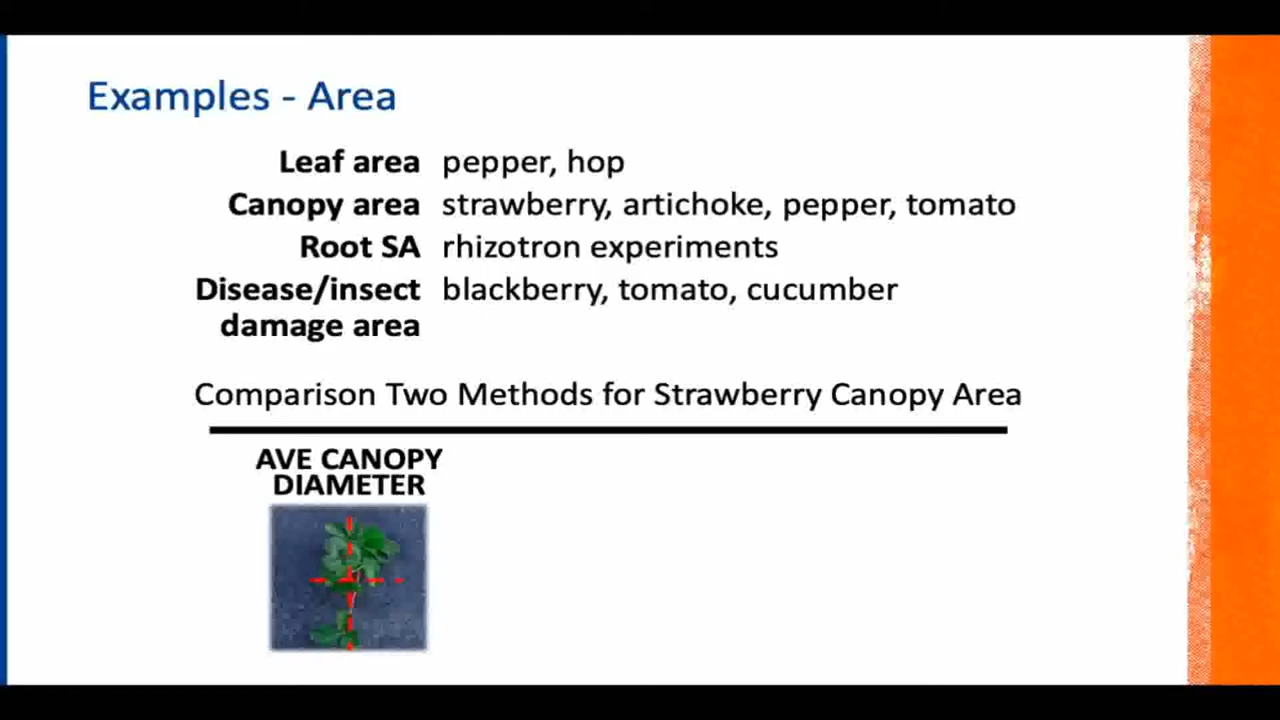 Examples - Area
Leaf area pepper, hop
Canopy area strawberry, artichoke, pepper, tomato
Root SA rhizotron experiments
Disease/insect blackberry, tomato, cucumber
damage area
Comparison Two Methods for Strawberry Canopy Area
AVE CANOPY
DIAMETER